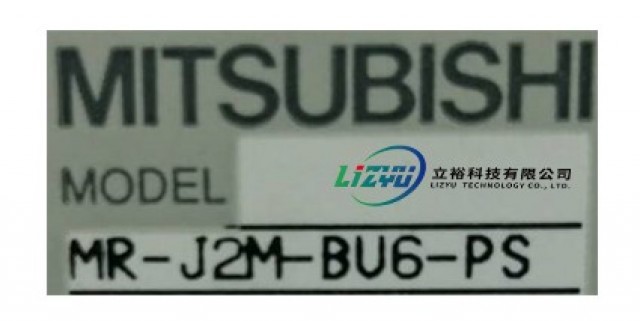 MITSUBISHI
MODEL
LiZYU
立裕科技有限公司
LIZYU TECHNOLOGY CO., LTD.
MR-J2M-BU6-PS